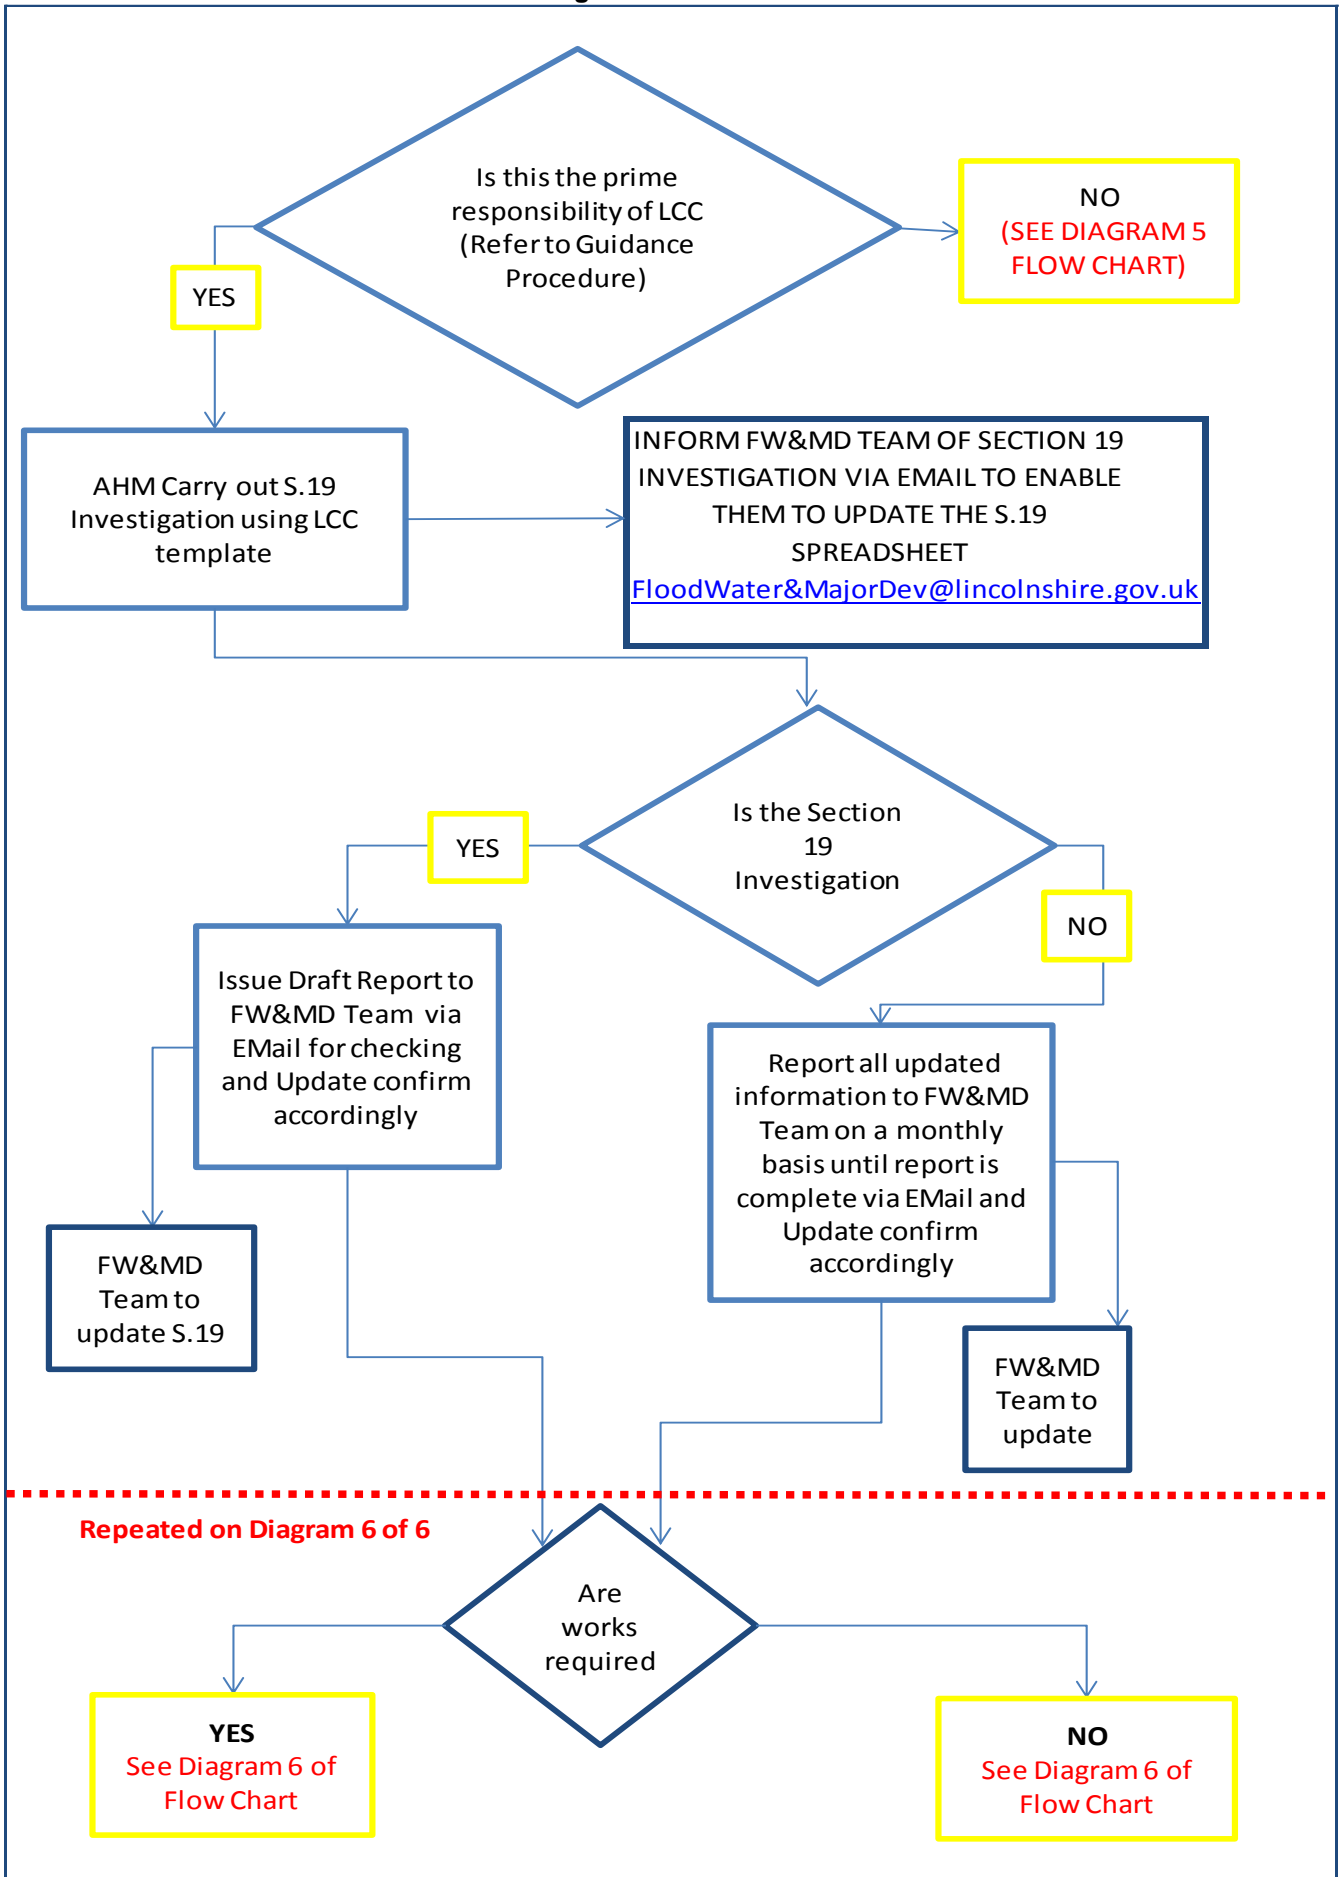 Is this the prime
responsibility of LCC
(Refer to Guidance
Procedure)
NO
(SEE DIAGRAM 5
FLOW CHART)
YES
AHM Carry out S.19
Investigation using LCC
template
INFORM FW&MD TEAM OF SECTION 19
INVESTIGATION VIA EMAIL TO ENABLE
THEM TO UPDATE THE S.19
SPREADSHEET
FloodWater&MajorDev@lincolnshire.gov.uk
Is the Section
19
Investigation
YES
NO
Issue Draft Report to
FW&MD Team via
EMail for checking
and Update confirm
accordingly
Report all updated
information to FW&MD
Team on a monthly
basis until report is
complete via EMail and
Update confirm
accordingly
FW&MD
Team to
update S.19
FW&MD
Team to
update
Repeated on Diagram 6 of 6
Are
works
required
YES
See Diagram 6 of
Flow Chart
NO
See Diagram 6 of
Flow Chart